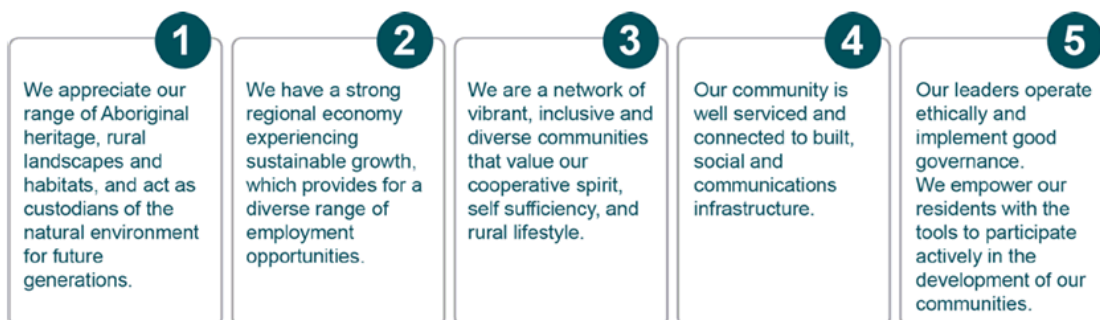 1
We appreciate our
range of Aboriginal
heritage, rural
landscapes and
habitats, and act as
custodians of the
natural environment
for future
generations.
2
We have a strong
regional economy
experiencing
sustainable growth,
which provides for a
diverse range of
employment
opportunities.
3
We are a network of
vibrant, inclusive and
diverse communities
that value our
cooperative spirit,
self sufficiency, and
rural lifestyle.
4
Our community is
well serviced and
connected to built,
social and
communications
infrastructure.
5
Our leaders operate
ethically and
implement good
governance.
We empower our
residents with the
tools to participate
actively in the
development of our
communities.